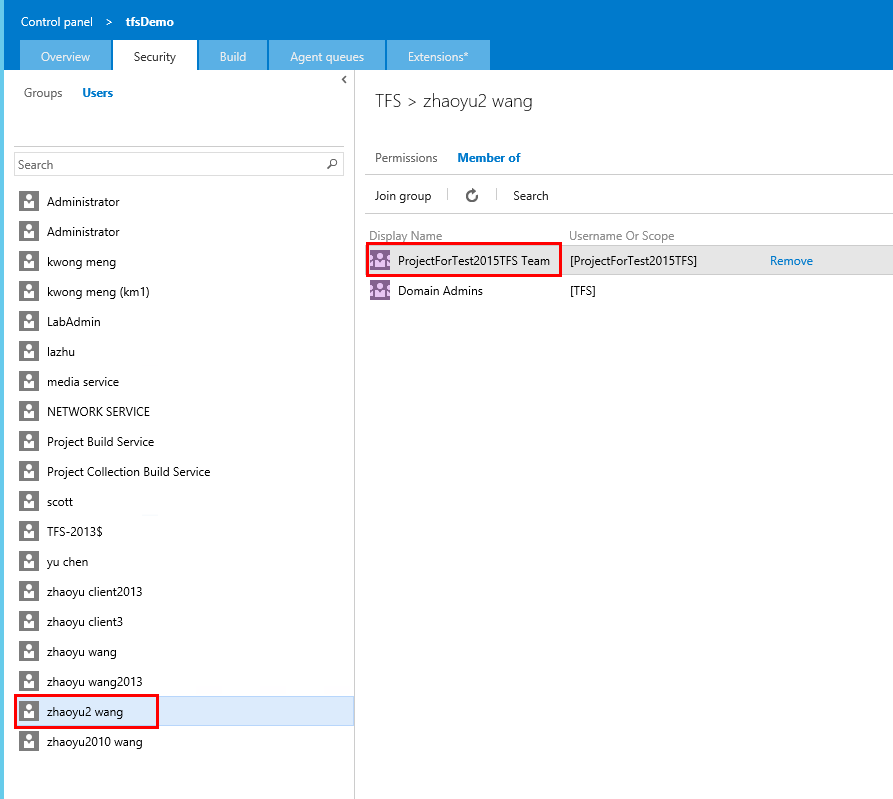 Control panel > tfsDemo
Overview Security Build Agent queues Extensions*
Groups Users
Search
Administrator
Administrator
kwong meng
kwong meng (km1)
LabAdmin
lazhu
media service
NETWORK SERVICE
Project Build Service
Project Collection Build Service
scott
TFS-2013$
yu chen
zhaoyu client2013
zhaoyu client3
zhaoyu wang
zhaoyu wang2013
zhaoyu2 wang
zhaoyu2010 wang
TFS > zhaoyu2 wang
Permissions Member of
Join group Search
Display Name Username Or Scope
ProjectForTest2015TFS Team [ProjectForTest2015TFS] Remove
Domain Admins [TFS]